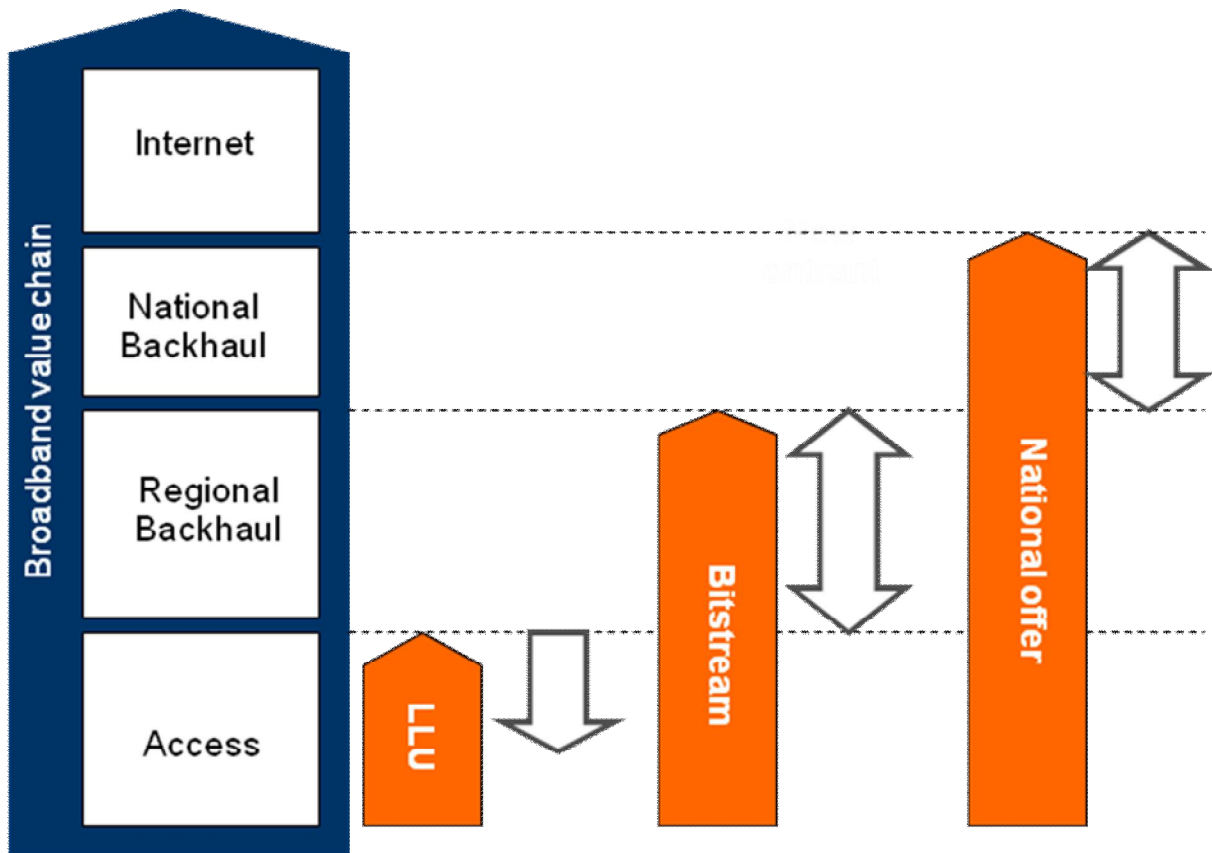 Broadband value chain
Internet
National
Backhaul
Regional
Backhaul
Access
LLU
Bitstream
National offer